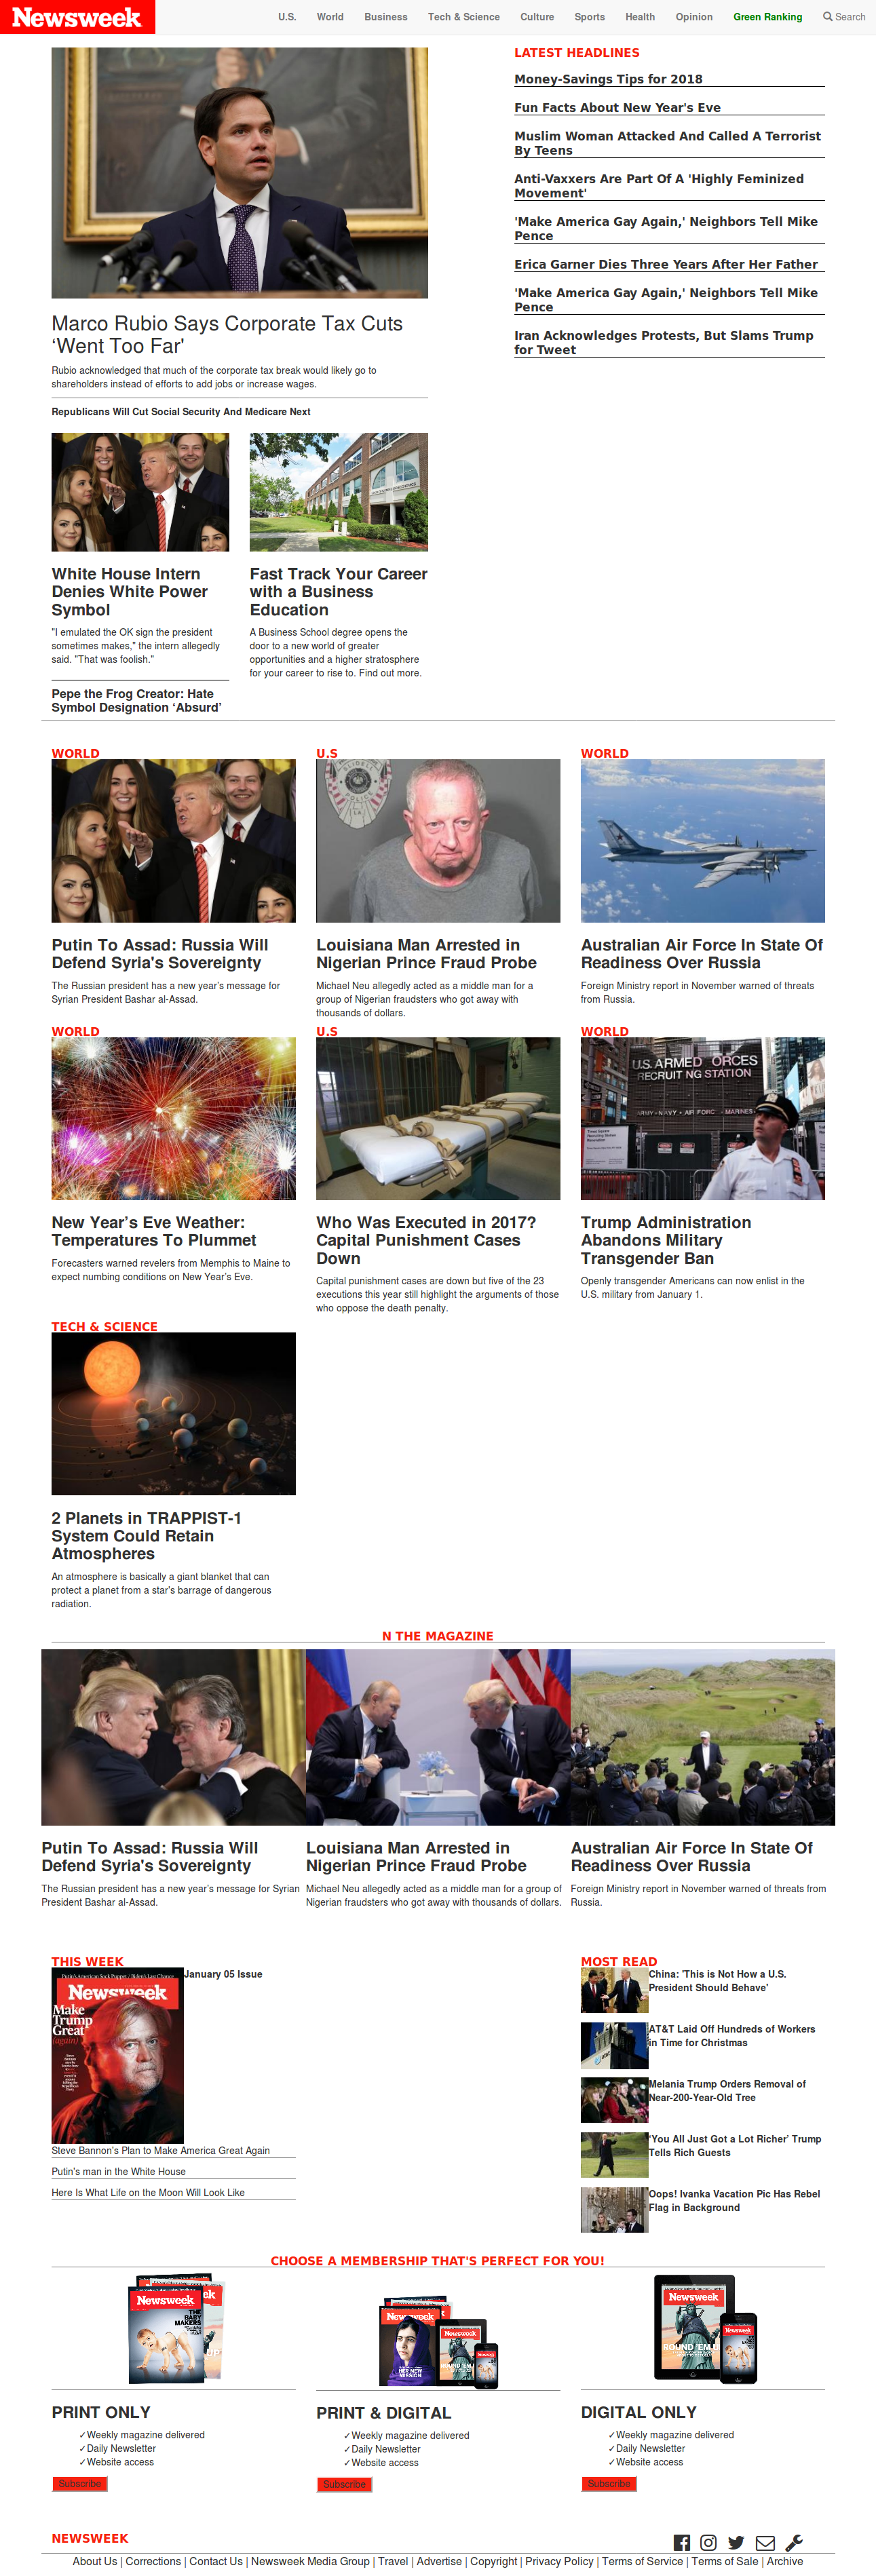 Newsweek
U.S. World Business Tech & Science Culture Sports Health Opinion Green Ranking Search
Marco Rubio Says Corporate Tax Cuts
‘Went Too Far'
Rubio acknowledged that much of the corporate tax break would likely go to
shareholders instead of efforts to add jobs or increase wages.
Republicans Will Cut Social Security And Medicare Next
White House Intern
Denies White Power
Symbol
"I emulated the OK sign the president
sometimes makes," the intern allegedly
said. "That was foolish."
Pepe the Frog Creator: Hate
Symbol Designation ‘Absurd’
Fast Track Your Career
with a Business
Education
A Business School degree opens the
door to a new world of greater
opportunities and a higher stratosphere
for your career to rise to. Find out more.
LATEST HEADLINES
Money-Savings Tips for 2018
Fun Facts About New Year's Eve
Muslim Woman Attacked And Called A Terrorist
By Teens
Anti-Vaxxers Are Part Of A 'Highly Feminized
Movement'
'Make America Gay Again,' Neighbors Tell Mike
Pence
Erica Garner Dies Three Years After Her Father
'Make America Gay Again,' Neighbors Tell Mike
Pence
Iran Acknowledges Protests, But Slams Trump
for Tweet
WORLD
Putin To Assad: Russia Will
Defend Syria's Sovereignty
The Russian president has a new year’s message for
Syrian President Bashar al-Assad.
U.S
Louisiana Man Arrested in
Nigerian Prince Fraud Probe
Michael Neu allegedly acted as a middle man for a
group of Nigerian fraudsters who got away with
thousands of dollars.
WORLD
Australian Air Force In State Of
Readiness Over Russia
Foreign Ministry report in November warned of threats
from Russia.
WORLD
New Year’s Eve Weather:
Temperatures To Plummet
Forecasters warned revelers from Memphis to Maine to
expect numbing conditions on New Year’s Eve.
U.S
Who Was Executed in 2017?
Capital Punishment Cases
Down
Capital punishment cases are down but five of the 23
executions this year still highlight the arguments of those
who oppose the death penalty.
WORLD
U.S. ARMED ORCES
RECRUIT NG STATION
Trump Administration
Abandons Military
Transgender Ban
Openly transgender Americans can now enlist in the
U.S. military from January 1.
TECH & SCIENCE
2 Planets in TRAPPIST-1
System Could Retain
Atmospheres
An atmosphere is basically a giant blanket that can
protect a planet from a star's barrage of dangerous
radiation.
N THE MAGAZINE
Putin To Assad: Russia Will
Defend Syria's Sovereignty
The Russian president has a new year’s message for Syrian
President Bashar al-Assad.
Louisiana Man Arrested in
Nigerian Prince Fraud Probe
Michael Neu allegedly acted as a middle man for a group of
Nigerian fraudsters who got away with thousands of dollars.
Australian Air Force In State Of
Readiness Over Russia
Foreign Ministry report in November warned of threats from
Russia.
THIS WEEK
January 05 Issue
Newsweek
Make
Trump
Great
(again)
Steve Bannon's Plan to Make America Great Again
Putin's man in the White House
Here Is What Life on the Moon Will Look Like
MOST READ
China: 'This is Not How a U.S.
President Should Behave'
AT&T Laid Off Hundreds of Workers
in Time for Christmas
Melania Trump Orders Removal of
Near-200-Year-Old Tree
'You All Just Got a Lot Richer' Trump
Tells Rich Guests
Oops! Ivanka Vacation Pic Has Rebel
Flag in Background
CHOOSE A MEMBERSHIP THAT'S PERFECT FOR YOU!
Newsweek
THE
BABY
MAKERS
PRINT ONLY
✓Weekly magazine delivered
✓Daily Newsletter
✓Website access
Subscribe
Newsweek
HER NEW
MISSION
Newsweek
PRINT & DIGITAL
✓Weekly magazine delivered
✓Daily Newsletter
✓Website access
Subscribe
Newsweek
ROUND 'EM U
Newsweek
DIGITAL ONLY
✓Weekly magazine delivered
✓Daily Newsletter
✓Website access
Subscribe
NEWSWEEK
About Us | Corrections | Contact Us | Newsweek Media Group | Travel | Advertise | Copyright | Privacy Policy | Terms of Service | Terms of Sale | Archive